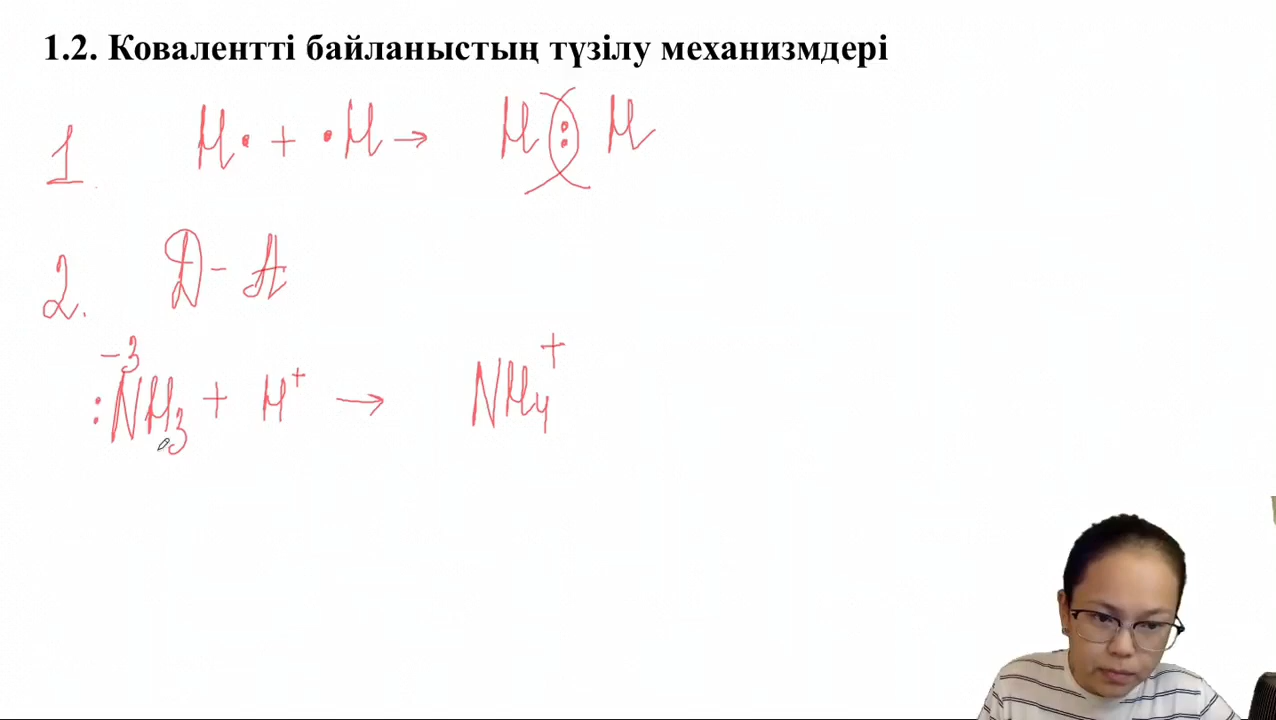 1.2. Ковалентті байланыстың түзілу механизмдері
1. H· + ·H → H : H
2. Д - А
-3
:NH3 + H+ → NH4+